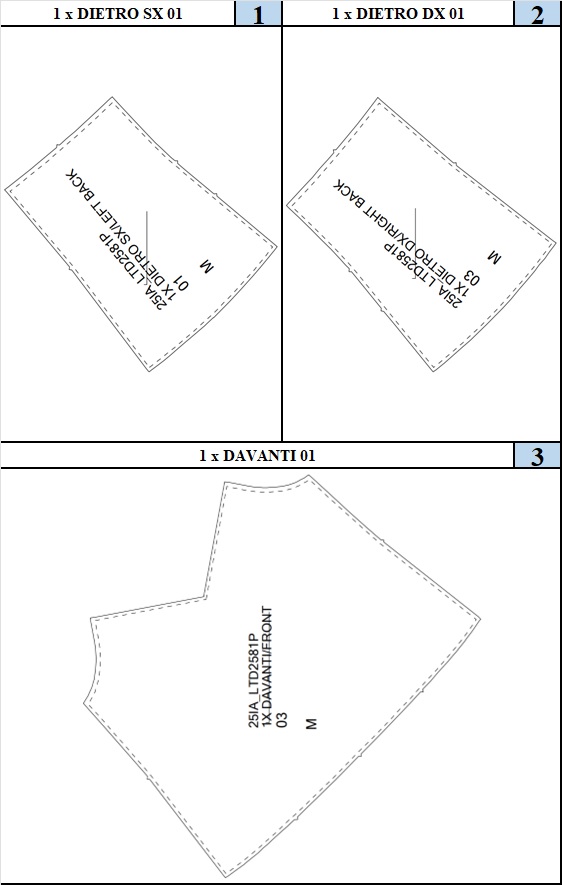 1 x DIETRO SX 01
1
1 x DIETRO DX 01
2
25IA_LTD2581P
1X DIETRO SX/LEFT BACK
01
M
25IA_LTD2581P
1X DIETRO DX/RIGHT BACK
03
M
1 x DAVANTI 01
3
25IA_LTD2581P
1X DAVANTI/FRONT
03
M